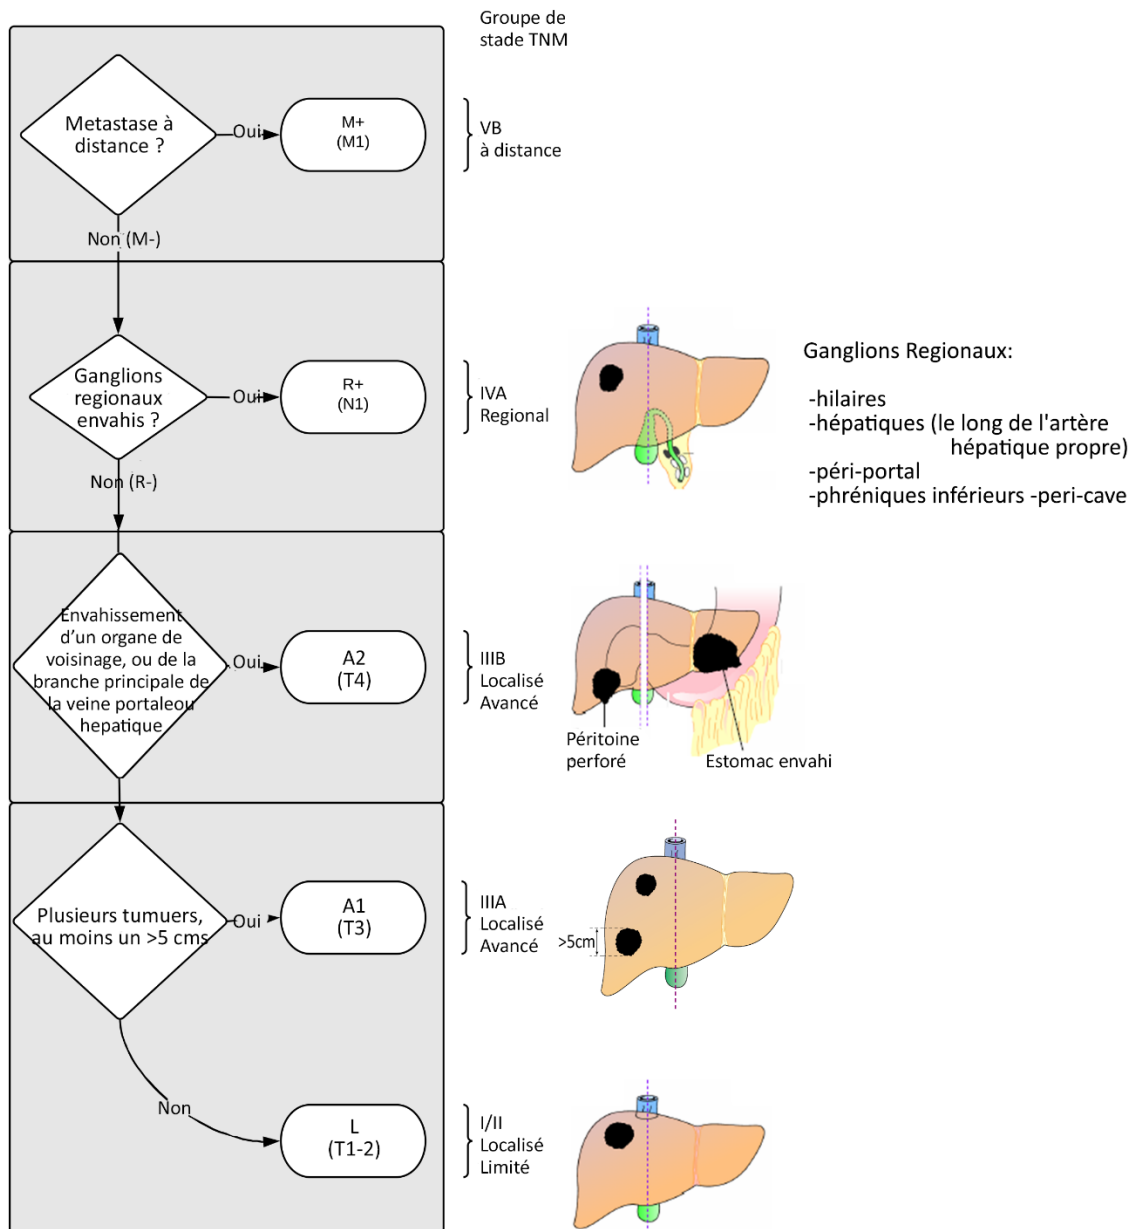 Groupe de
stade TNM
Metastase à
distance ?
Oui
M+
(M1)
VB
à distance
Non (M-)
Ganglions
regionaux
envahis ?
Oui
R+
(N1)
IVA
Regional
Ganglions Regionaux:
-hilaires
-hépatiques (le long de l'artère
hépatique propre)
-péri-portal
-phréniques inférieurs -peri-cave
Non (R-)
Envahissement
d’un organe de
voisinage, ou de la
branche principale de
la veine portaleou
hepatique
Oui
A2
(T4)
IIIB
Localisé
Avancé
Péritoine
perforé
Estomac envahi
Plusieurs tumuers,
au moins un >5 cms
Oui
A1
(T3)
IIIA
Localisé
Avancé
>5cm
Non
L
(T1-2)
I/II
Localisé
Limité